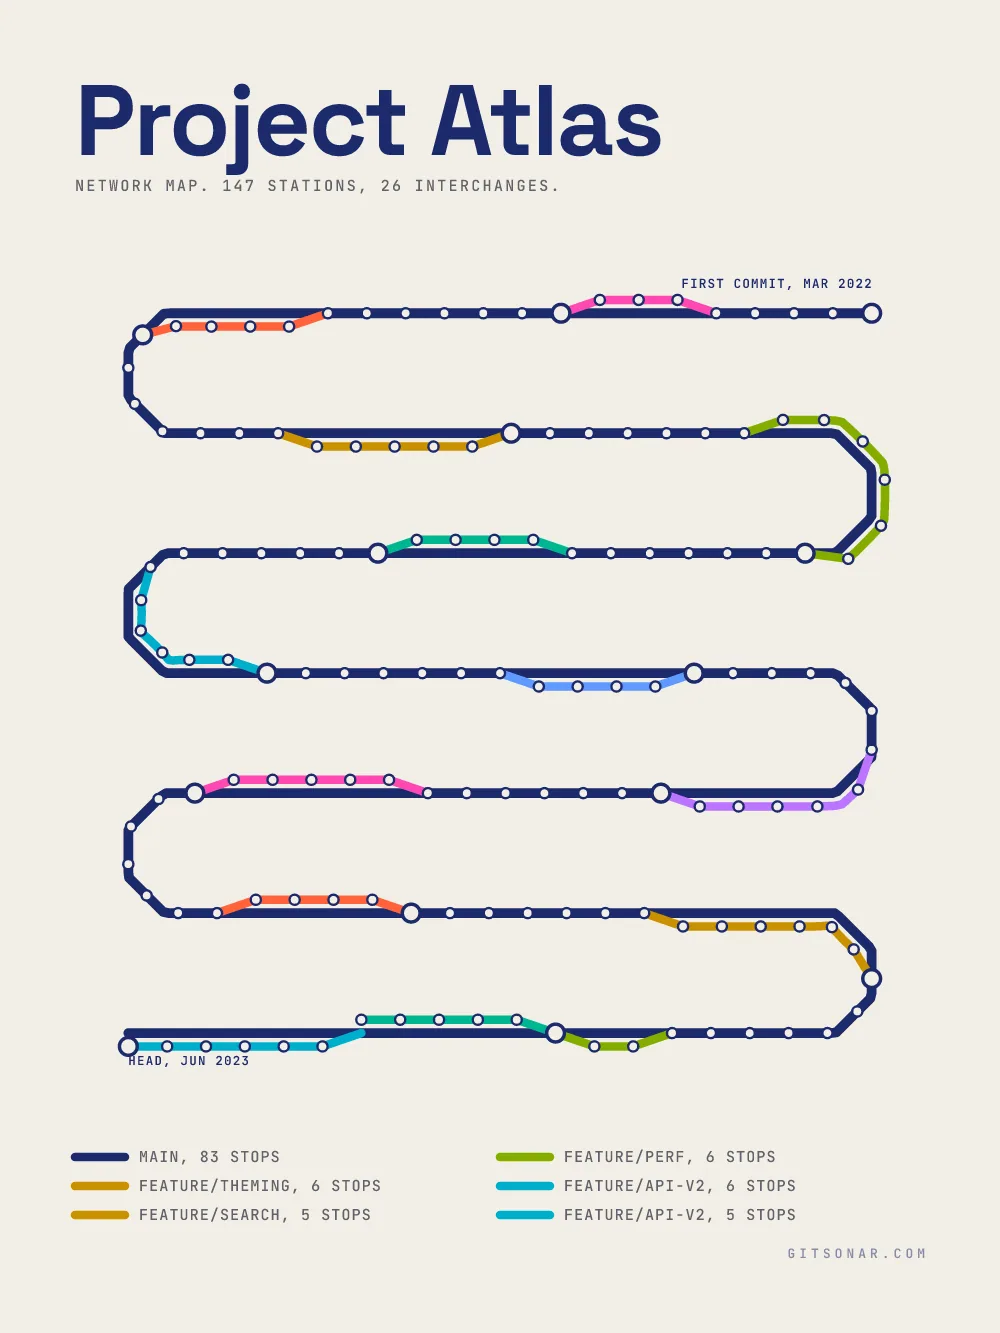 Project Atlas
NETWORK MAP. 147 STATIONS, 26 INTERCHANGES.
FIRST COMMIT, MAR 2022
HEAD, JUN 2023
MAIN, 83 STOPS
FEATURE/THEMING, 6 STOPS
FEATURE/SEARCH, 5 STOPS
FEATURE/PERF, 6 STOPS
FEATURE/API-V2, 6 STOPS
FEATURE/API-V2, 5 STOPS
GITSONAR.COM